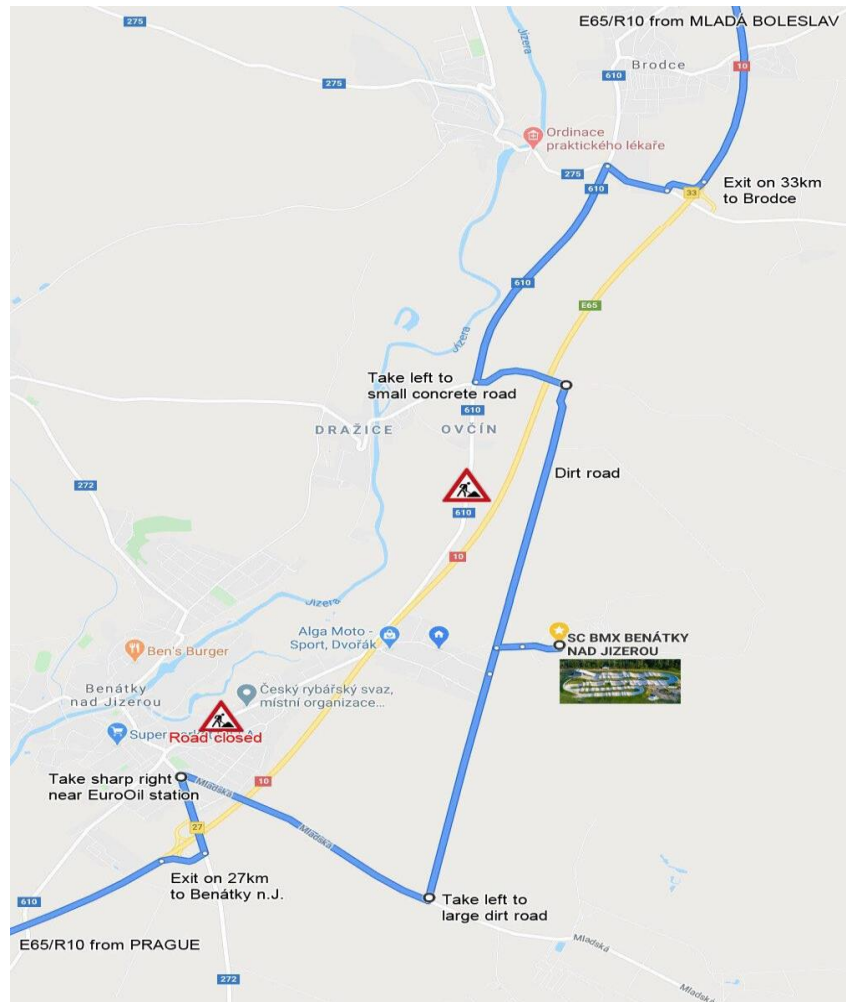 E65/R10 from MLADÁ BOLESLAV
275
Jizera
610
Brodce
10
275
Ordinace
praktického lékaře
275
610
Exit on 33km
to Brodce
33
610
E65
Jizera
Take left to
small concrete road
610
DRAŽICE
OVČÍN
Dirt road
272
610
10
Jizera
Alga Moto -
Sport, Dvořák
SC BMX BENÁTKY
NAD JIZEROU
Ben's Burger
Benátky
nad Jizerou
Český rybářský svaz,
místní organizace...
Super
Road closed
Take sharp right
near EuroOil station
Mladská
10
27
Mladská
Exit on 27km
to Benátky n.J.
Take left to
large dirt road
610
E65/R10 from PRAGUE
Mladská
272
Mladská